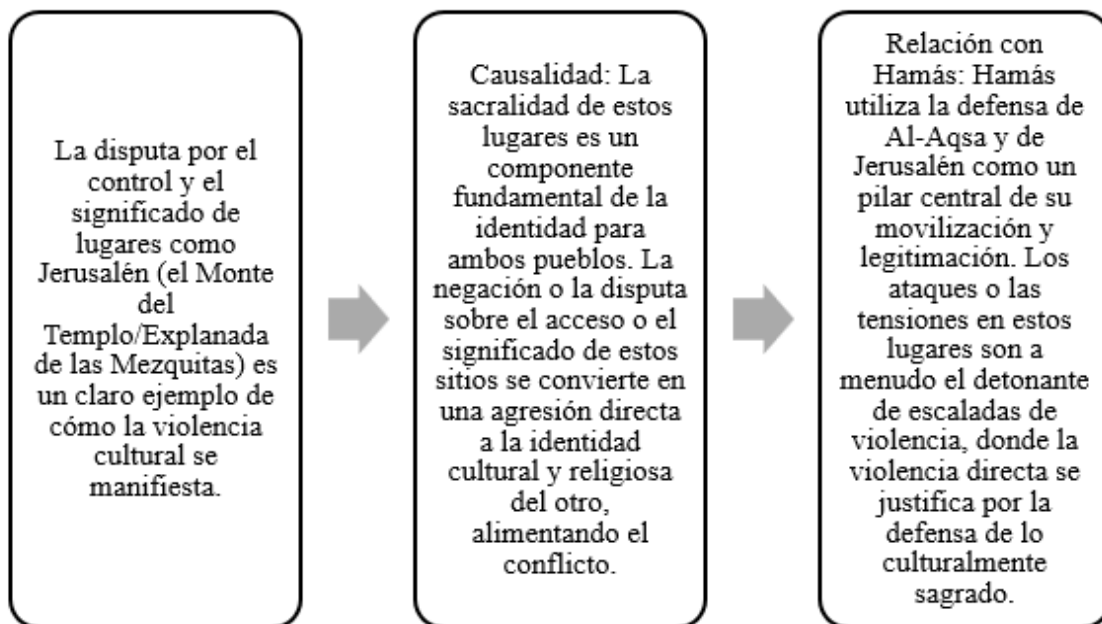 La disputa por el
control y el
significado de
lugares como
Jerusalén (el Monte
del
Templo/Explanada
de las Mezquitas) es
un claro ejemplo de
cómo la violencia
cultural se
manifiesta.
Causalidad: La
sacralidad de estos
lugares es un
componente
fundamental de la
identidad para
ambos pueblos. La
negación o la disputa
sobre el acceso o el
significado de estos
sitios se convierte en
una agresión directa
a la identidad
cultural y religiosa
del otro,
alimentando el
conflicto.
Relación con
Hamás: Hamás
utiliza la defensa de
Al-Aqsa y de
Jerusalén como un
pilar central de su
movilización y
legitimación. Los
ataques o las
tensiones en estos
lugares son a
menudo el detonante
de escaladas de
violencia, donde la
violencia directa se
justifica por la
defensa de lo
culturalmente
sagrado.